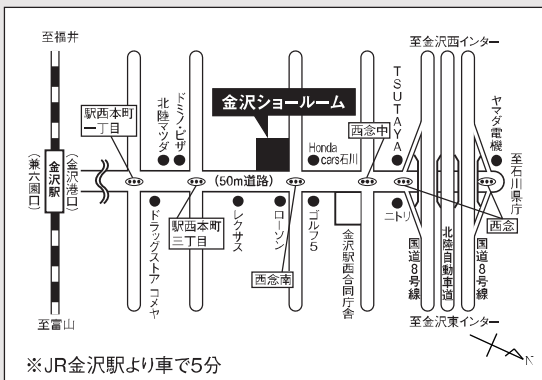 至福井
至金沢西インター
駅西本町
一丁目
北陸マツダ
ドミノ・ピザ
金沢ショールーム
Honda
cars石川
西念中
TSUTAYA
ヤマダ電機
至石川県庁
(兼六園口)
金沢駅
(金沢港口)
(50m道路)
ドラッグストア コメヤ
駅西本町
三丁目
レクサス
ローソン
西念南
ゴルフ5
金沢駅西合同庁舎
ニトリ
国道8号線
北陸自動車道
国道8号線
西念
至富山
至金沢東インター
N
※JR金沢駅より車で5分